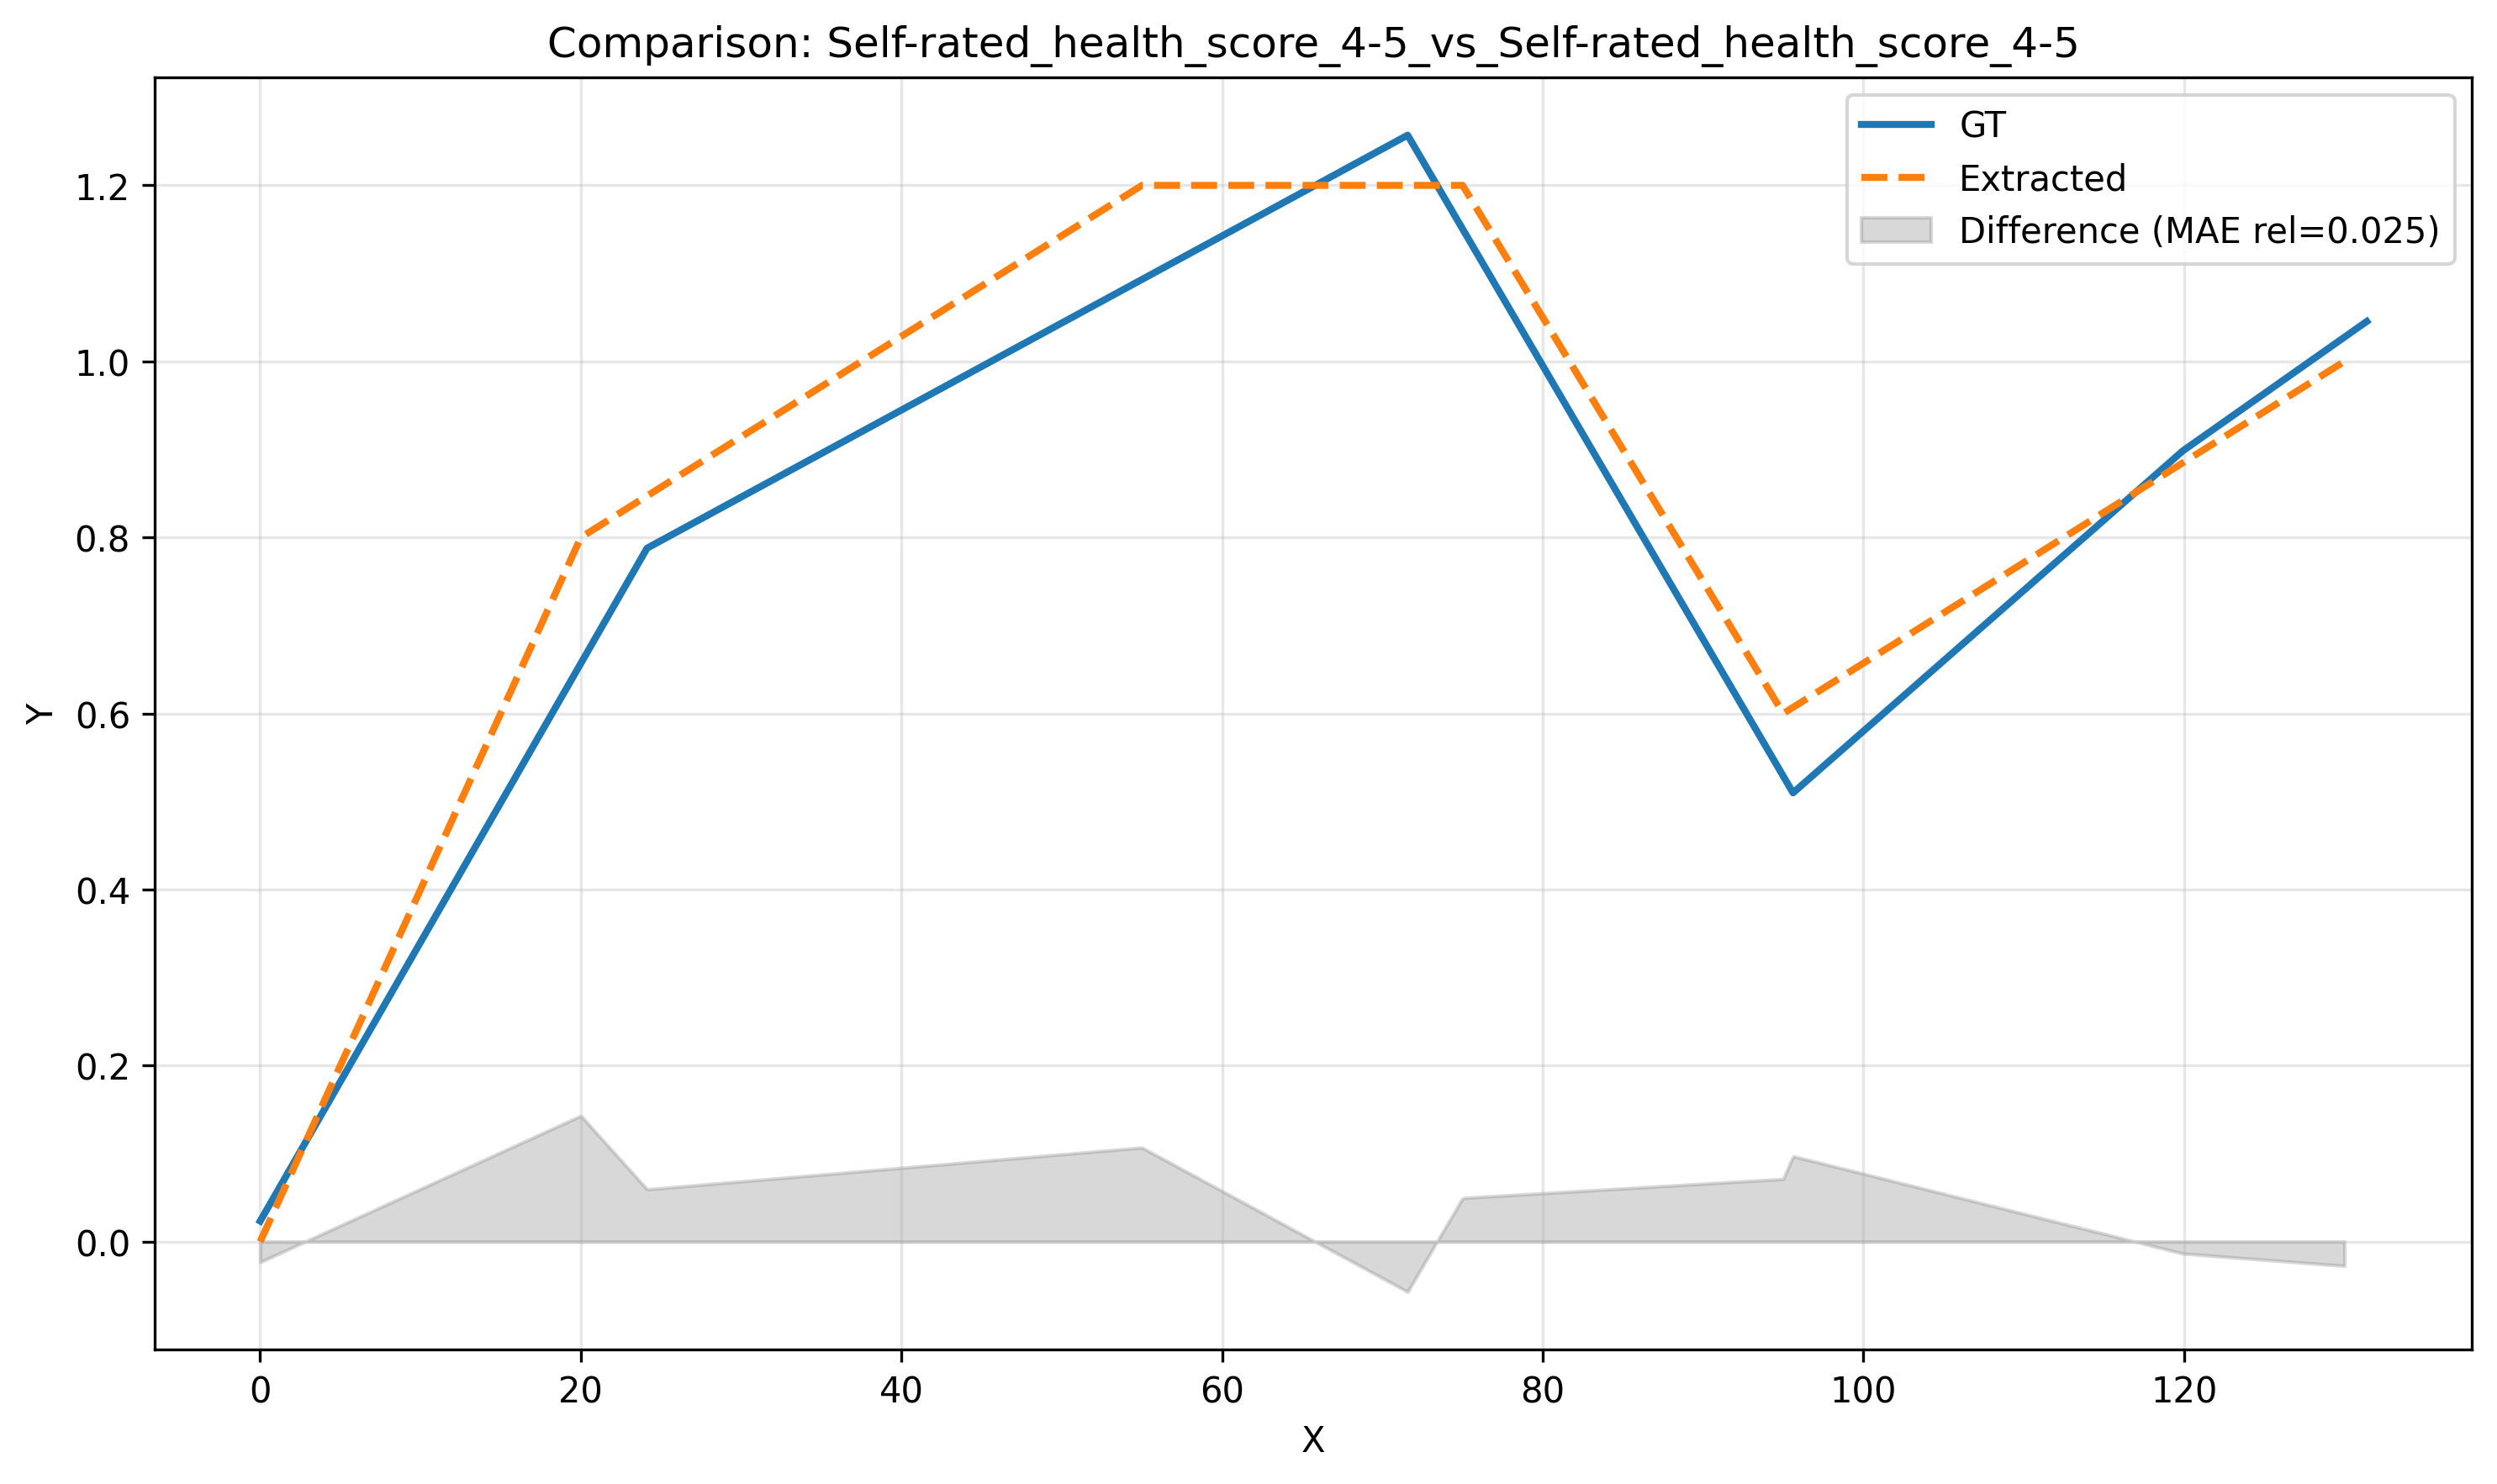 Comparison: Self-rated_health_score_4-5_vs_Self-rated_health_score_4-5
GT
Extracted
Difference (MAE rel=0.025)
Y
1.2
1.0
0.8
0.6
0.4
0.2
0.0
0 20 40 60 80 100 120
X